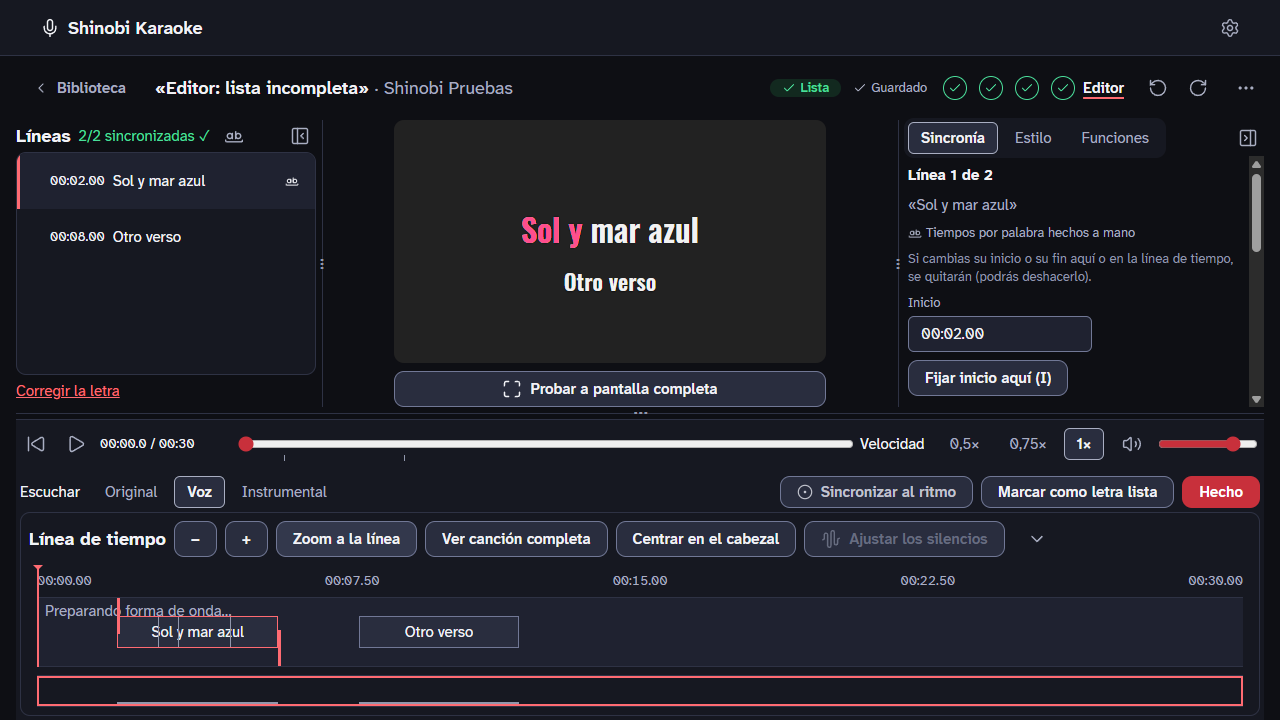 Shinobi Karaoke
Biblioteca
«Editor: lista incompleta» · Shinobi Pruebas
Lista
Guardado
Editor
Líneas 2/2 sincronizadas ✓ ab
00:02.00 Sol y mar azul ab
00:08.00 Otro verso
Corregir la letra
Sol y mar azul
Otro verso
Probar a pantalla completa
Sincronía Estilo Funciones
Línea 1 de 2
«Sol y mar azul»
ab Tiempos por palabra hechos a mano
Si cambias su inicio o su fin aquí o en la línea de tiempo,
se quitarán (podrás deshacerlo).
Inicio
00:02.00
Fijar inicio aquí (I)
00:00.0 / 00:30
Velocidad 0,5× 0,75× 1×
Escuchar Original Voz Instrumental
Sincronizar al ritmo Marcar como letra lista Hecho
Línea de tiempo − + Zoom a la línea Ver canción completa Centrar en el cabezal Ajustar los silencios
00:00.00 00:07.50 00:15.00 00:22.50 00:30.00
Preparando forma de onda...
Sol y mar azul Otro verso